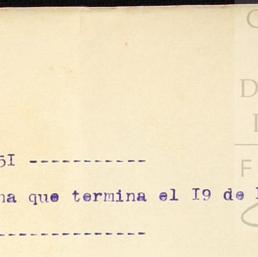 5I -----------
na que termina el I9 de
-----------